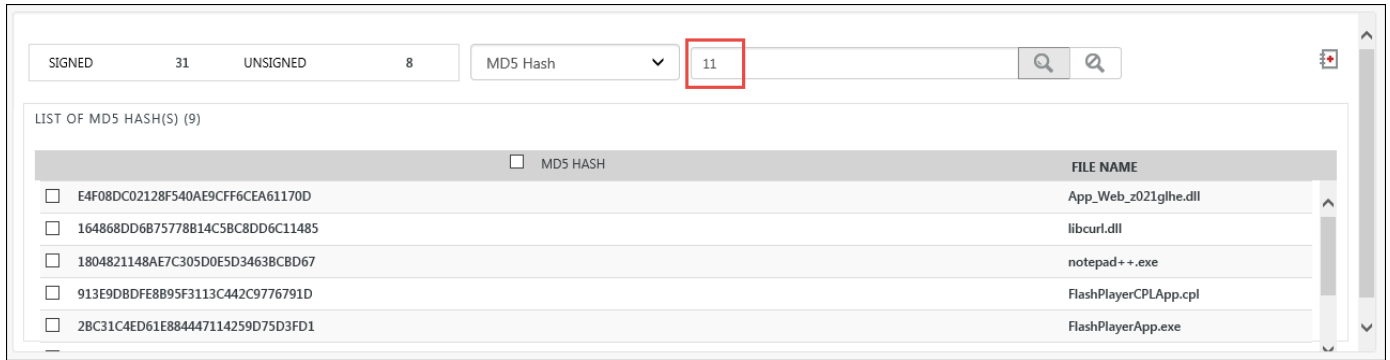 SIGNED 31 UNSIGNED 8 MD5 Hash 11
LIST OF MD5 HASH(S) (9)
MD5 HASH FILE NAME
E4F08DC02128F540AE9CFF6CEA61170D App_Web_z021glhe.dll
164868DD6B75778B14C5BC8DD6C11485 libcurl.dll
1804821148AE7C305D0E5D3463BCBD67 notepad++.exe
913E9DBDFE8B95F3113C442C9776791D FlashPlayerCPLApp.cpl
2BC31C4ED61E884447114259D75D3FD1 FlashPlayerApp.exe